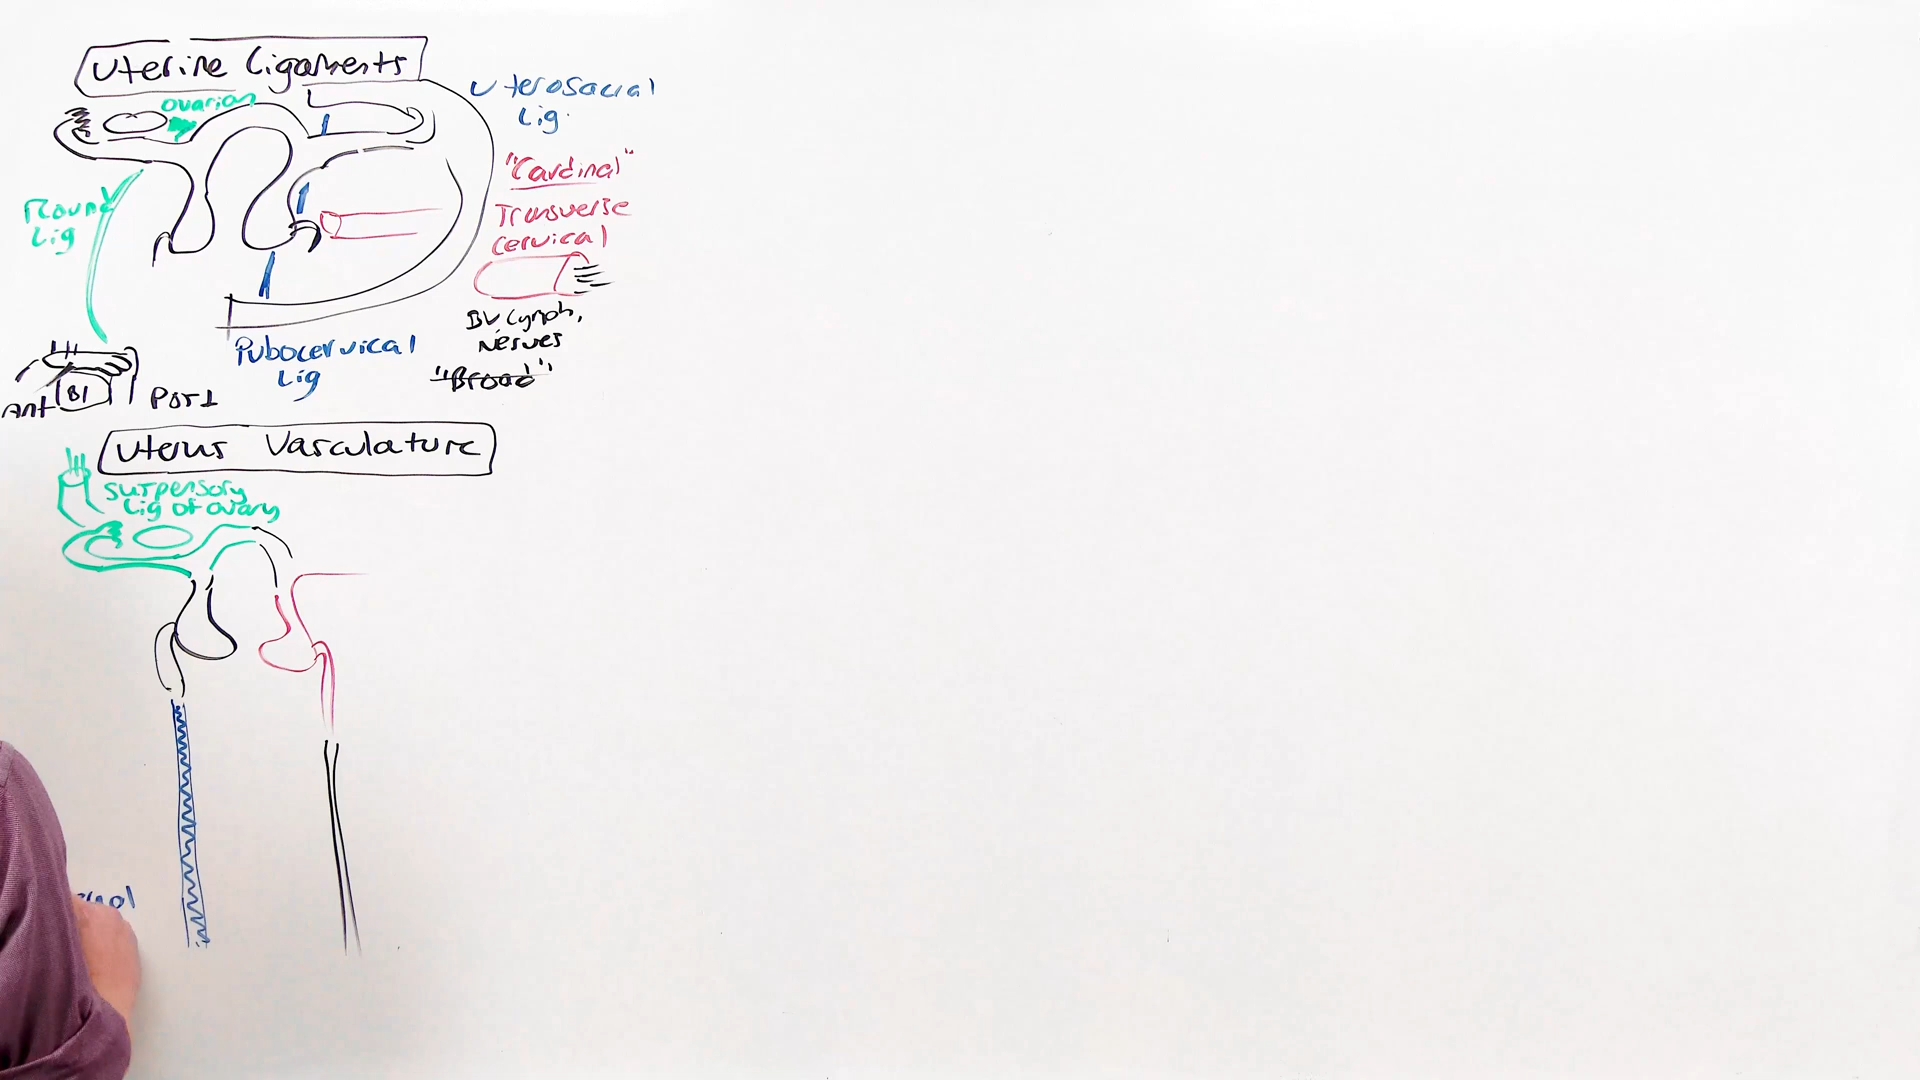 Uterine Ligaments
ovarian
Uterosacral
Lig.
"Cardinal"
Transverse
Cervical
Round
Lig
BV Lymph,
Nerves
"Broad"
Pubocervical
Lig
Bl
Ant
Post
Uterus Vasculature
Suspensory
Lig of ovary